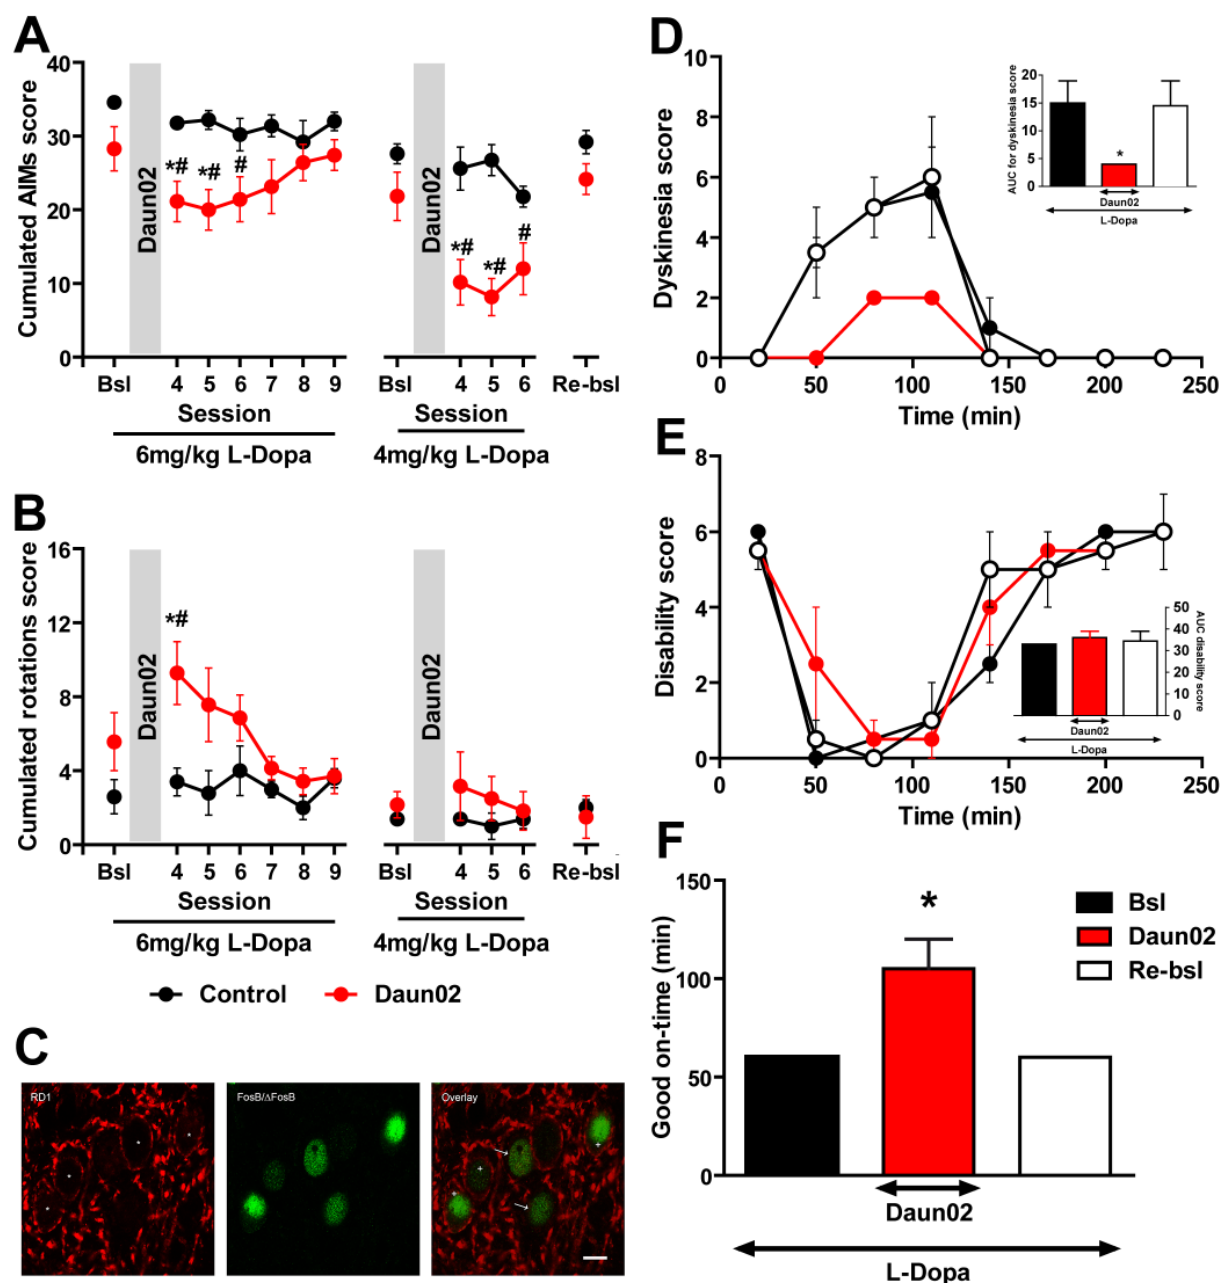 A
Cumulated AIMs score
40
30
20
10
0
Daun02
*# *# #
Daun02
*# *# #
Bsl 4 5 6 7 8 9 Bsl 4 5 6 Re-bsl
Session Session
6mg/kg L-Dopa 4mg/kg L-Dopa
B
Cumulated rotations score
16
12
8
4
0
Daun02
*#
Daun02
Bsl 4 5 6 7 8 9 Bsl 4 5 6 Re-bsl
Session Session
6mg/kg L-Dopa 4mg/kg L-Dopa
Control Daun02
C
RD1 FosB/ΔFosB Overlay
D
Dyskinesia score
10
8
6
4
2
0
0 50 100 150 200 250
Time (min)
AUC for dyskinesia score
20
15
10
5
0
*
Daun02
L-Dopa
E
Disability score
8
6
4
2
0
0 50 100 150 200 250
Time (min)
50
40
30
20
10
0
AUC disability score
Daun02
L-Dopa
F
Good on-time (min)
150
100
50
0
*
Bsl
Daun02
Re-bsl
Daun02
L-Dopa